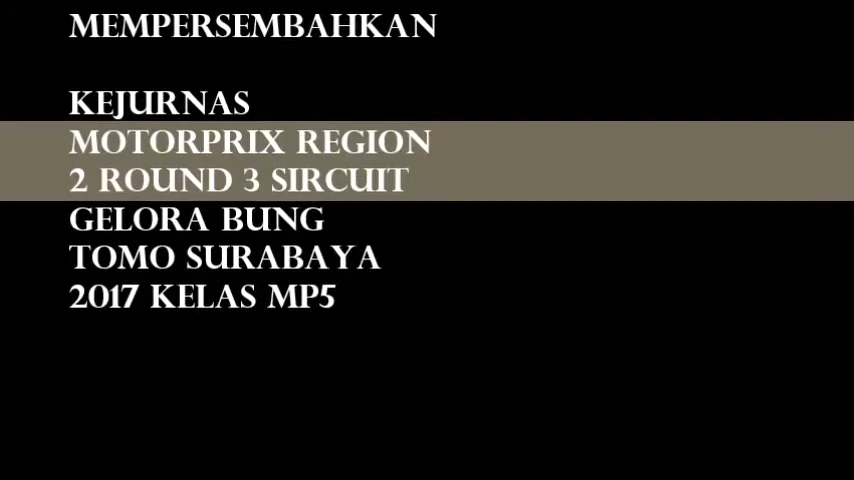 MEMPERSEMBAHKAN
KEJURNAS
MOTORPRIX REGION
2 ROUND 3 SIRCUIT
GELORA BUNG
TOMO SURABAYA
2017 KELAS MP5